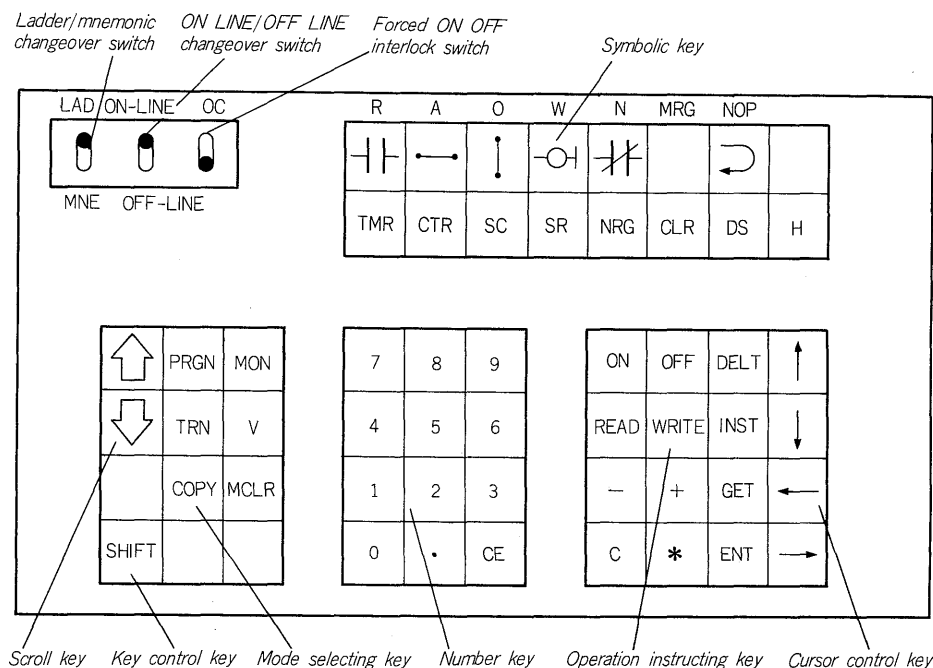 Ladder/mnemonic changeover switch
ON LINE/OFF LINE changeover switch
Forced ON OFF interlock switch
Symbolic key
LAD ON-LINE OC
MNE OFF-LINE
R A O W N MRG NOP
TMR CTR SC SR NRG CLR DS H
PRGN MON
TRN V
COPY MCLR
SHIFT
7 8 9
4 5 6
1 2 3
0 . CE
ON OFF DELT
READ WRITE INST
− + GET
C * ENT
Scroll key
Key control key
Mode selecting key
Number key
Operation instructing key
Cursor control key